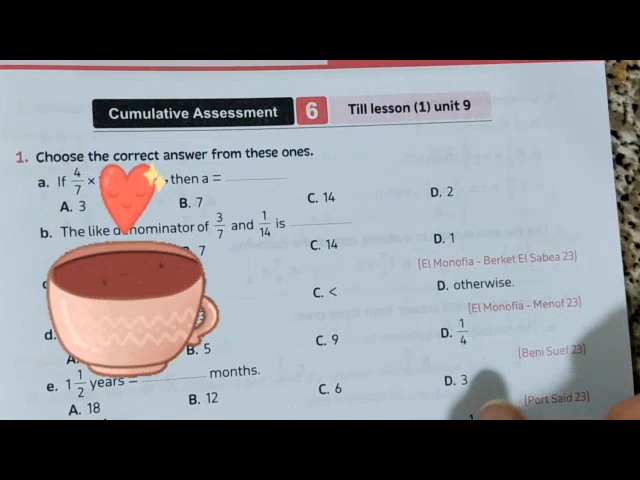 Cumulative Assessment 6 Till lesson (1) unit 9
1. Choose the correct answer from these ones.
a. If 4/7 × , then a =
A. 3 B. 7 C. 14 D. 2
b. The like denominator of 3/7 and 1/14 is
7 C. 14 D. 1
(El Monofia - Berket El Sabea 23)
C. < D. otherwise.
(El Monofia - Menof 23)
d.
A. B. 5 C. 9 D. 1/4
(Beni Suef 23)
e. 1 1/2 years = months.
A. 18 B. 12 C. 6 D. 3
(Port Said 23)